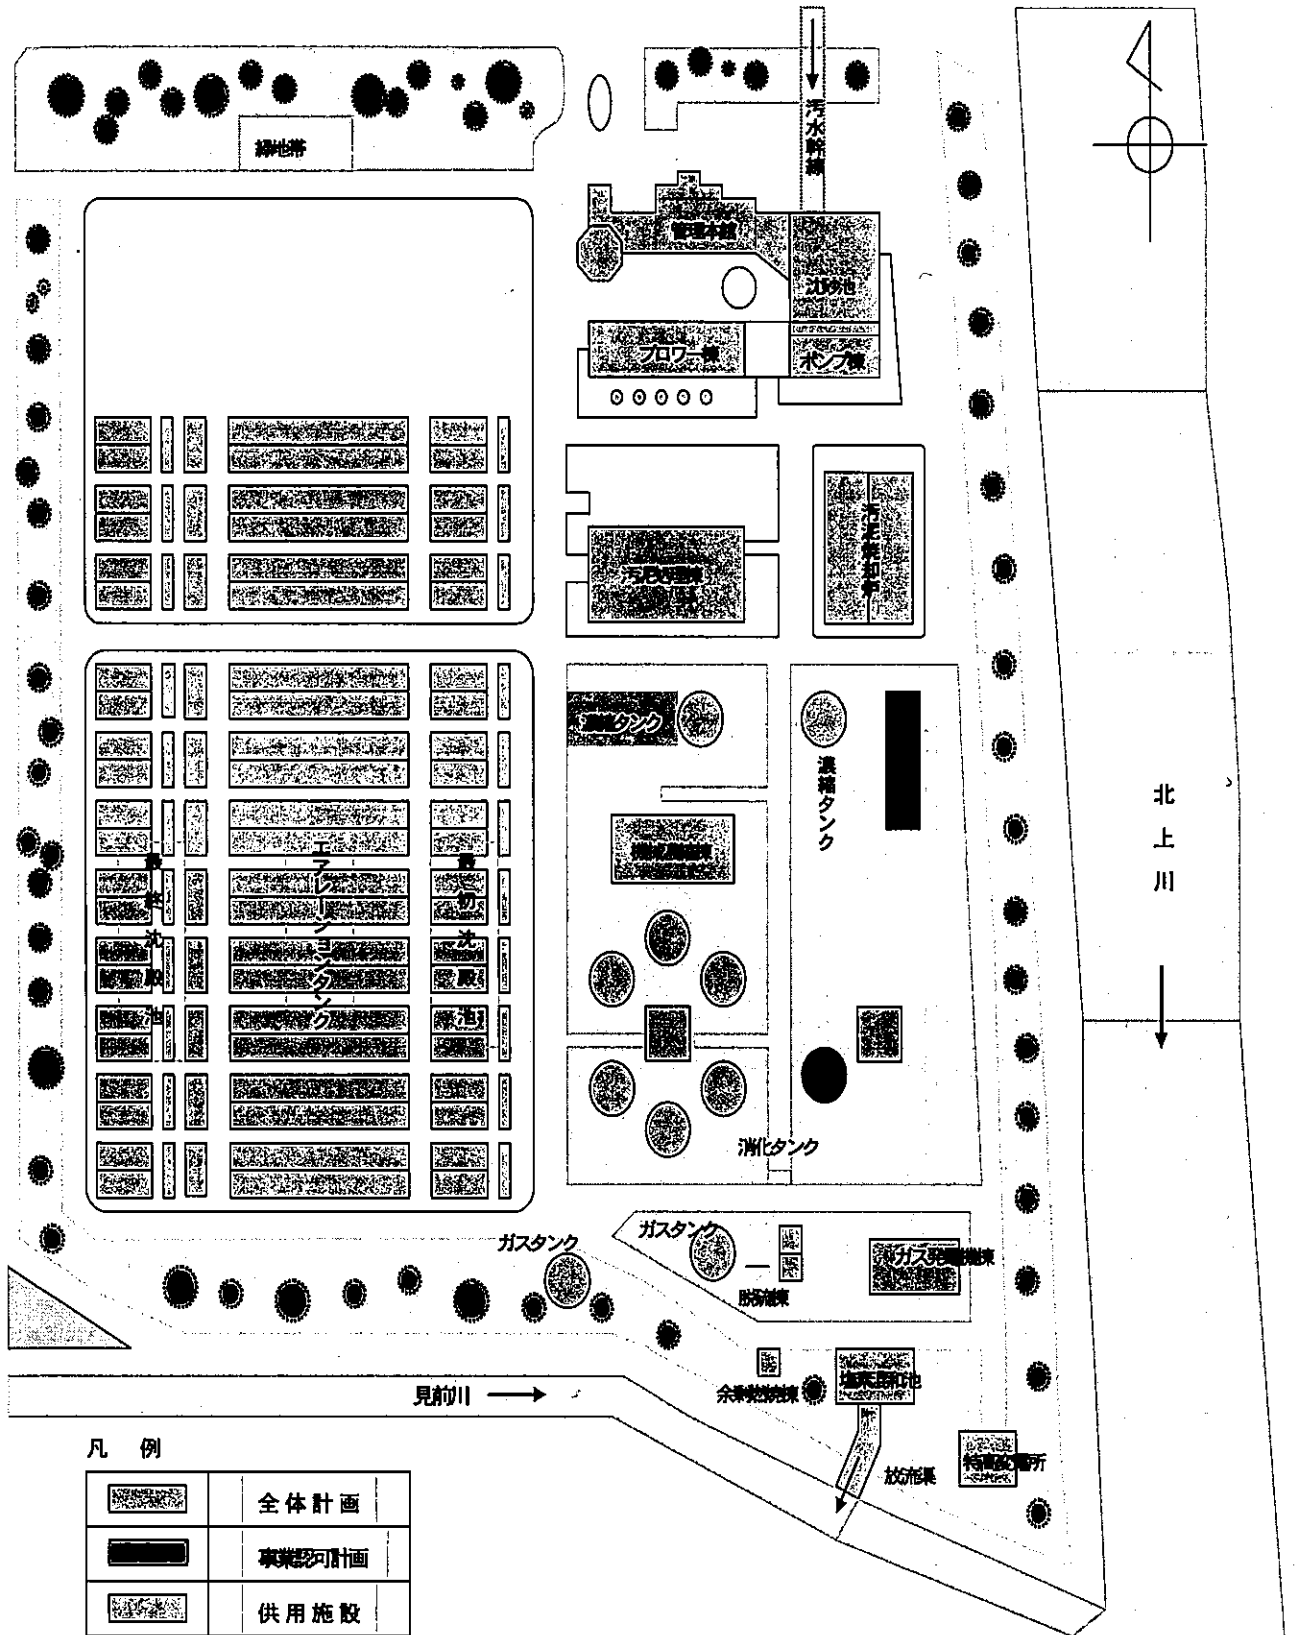 緑地帯
汚水幹線
管理本館
沈砂池
ブロワー棟
ポンプ棟
汚泥処理棟
汚泥焼却炉
濃縮タンク
濃縮タンク
最終沈殿池
エアレーションタンク
最初沈殿池
北上川
消化タンク
ガスタンク
ガスタンク
脱硫棟
ガス発電機棟
見前川
余剰燃焼棟
塩素混和池
放流渠
特高変電所
凡 例
全体計画
事業認可計画
供用施設